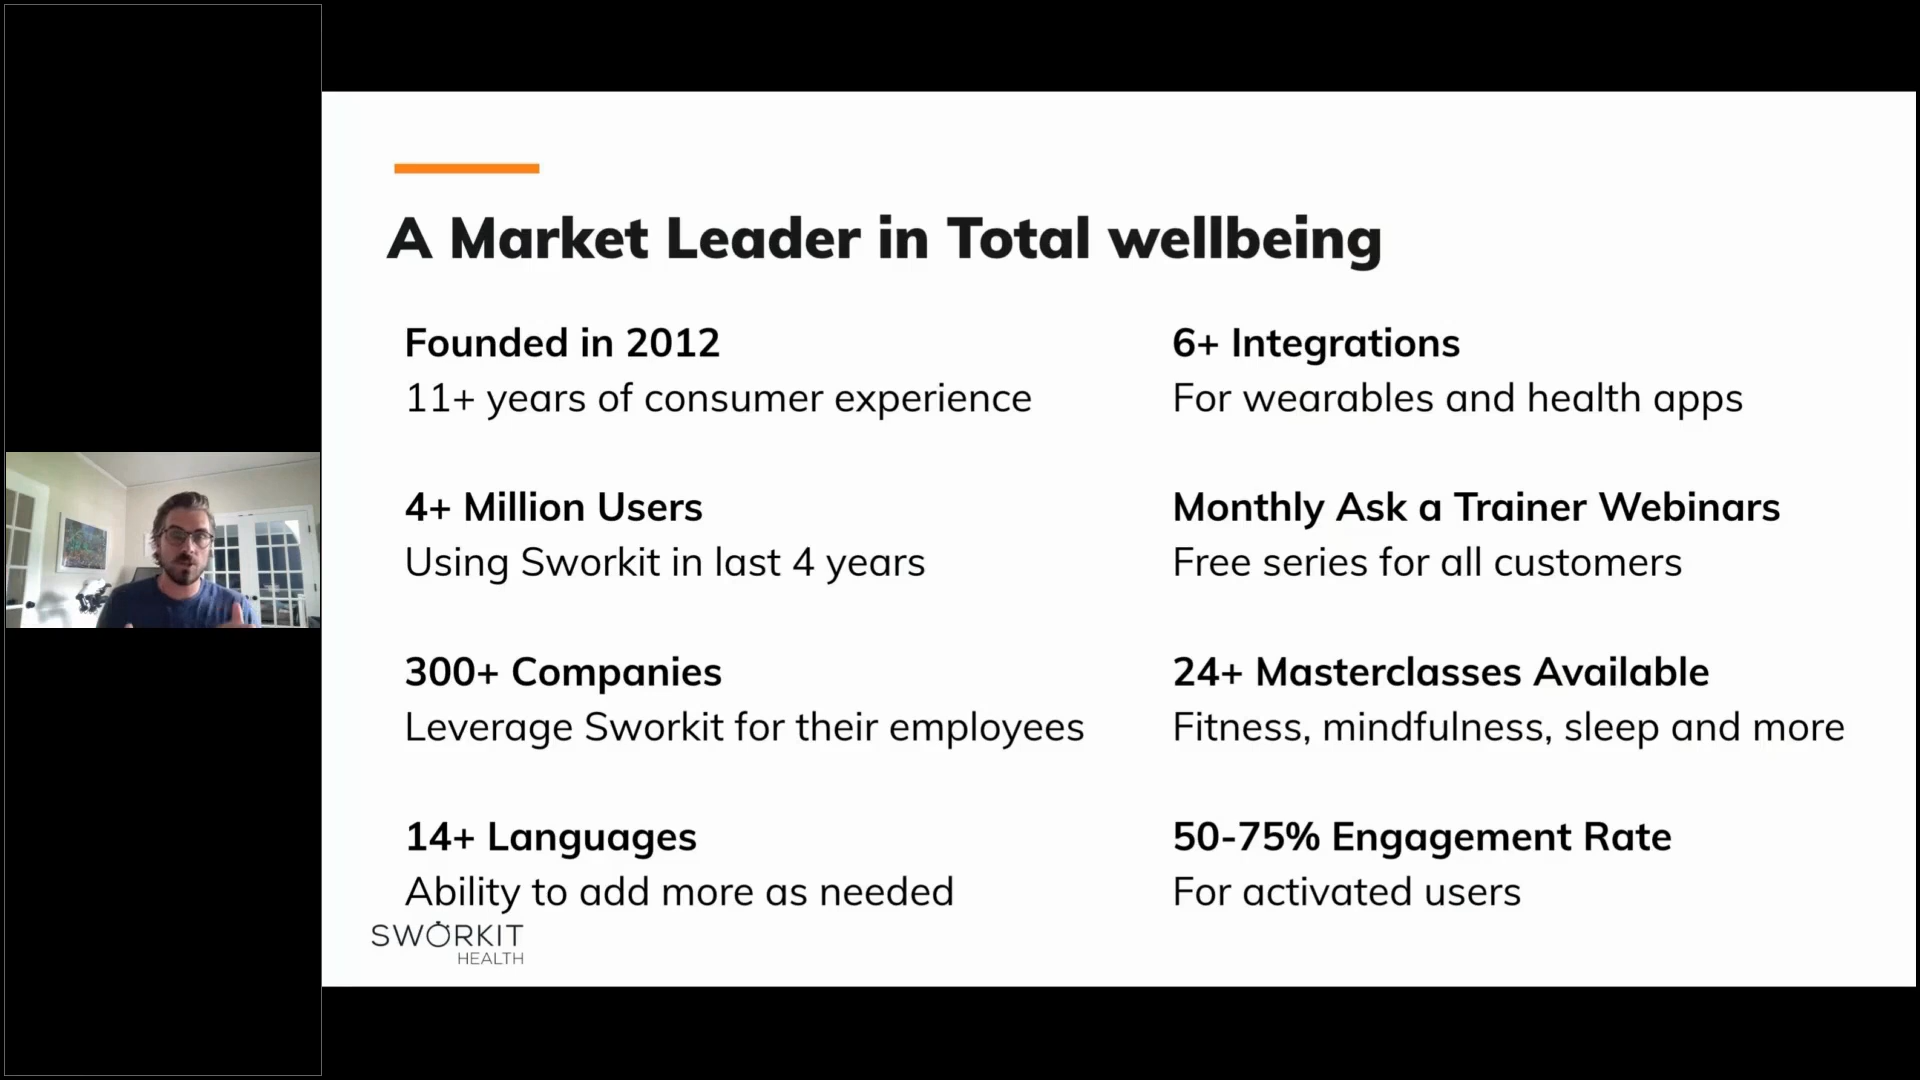 A Market Leader in Total wellbeing
Founded in 2012
11+ years of consumer experience
4+ Million Users
Using Sworkit in last 4 years
300+ Companies
Leverage Sworkit for their employees
14+ Languages
Ability to add more as needed
6+ Integrations
For wearables and health apps
Monthly Ask a Trainer Webinars
Free series for all customers
24+ Masterclasses Available
Fitness, mindfulness, sleep and more
50-75% Engagement Rate
For activated users
SWORKIT
HEALTH